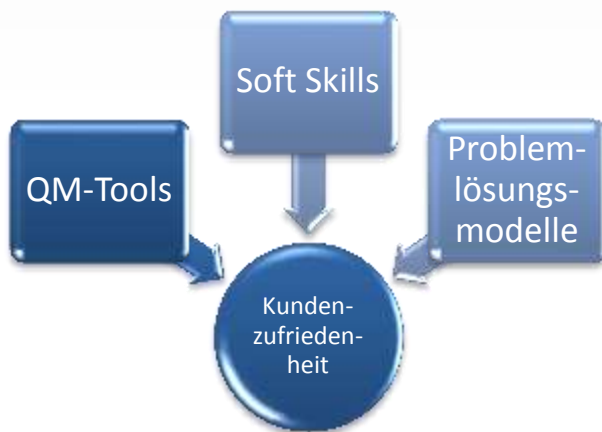 Soft Skills
QM-Tools
Problem-
lösungs-
modelle
Kunden-
zufrieden-
heit